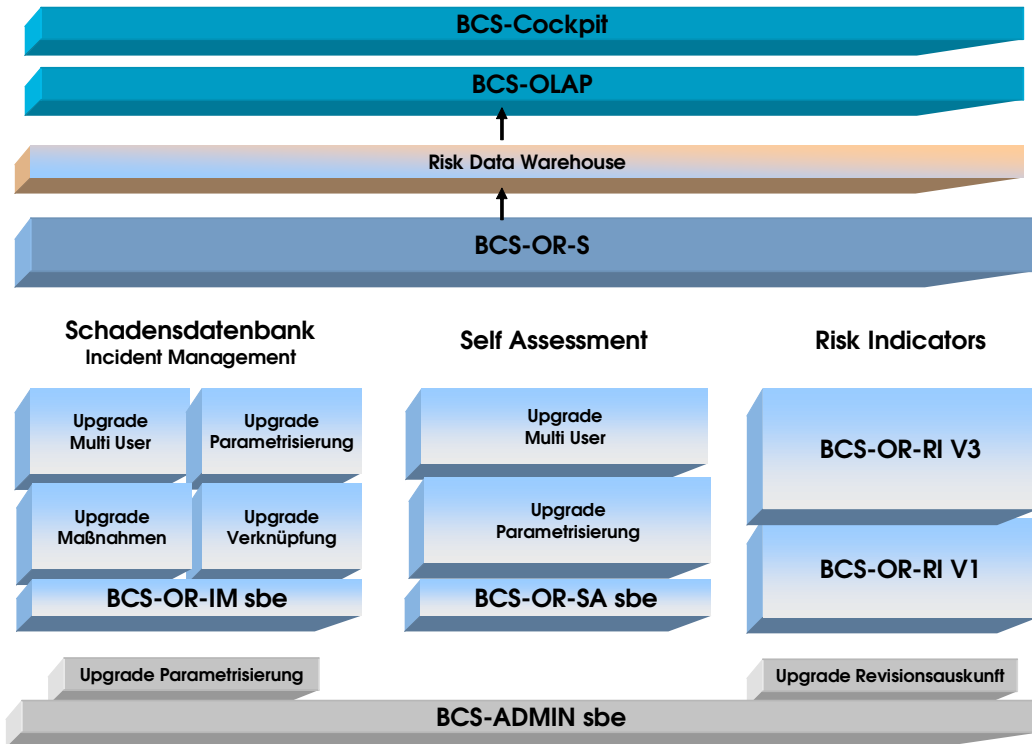 BCS-Cockpit
BCS-OLAP
Risk Data Warehouse
BCS-OR-S
Schadensdatenbank
Incident Management
Self Assessment
Risk Indicators
Upgrade
Multi User
Upgrade
Parametrisierung
Upgrade
Maßnahmen
Upgrade
Verknüpfung
BCS-OR-IM sbe
Upgrade
Multi User
Upgrade
Parametrisierung
BCS-OR-SA sbe
BCS-OR-RI V3
BCS-OR-RI V1
Upgrade Parametrisierung
Upgrade Revisionsauskunft
BCS-ADMIN sbe